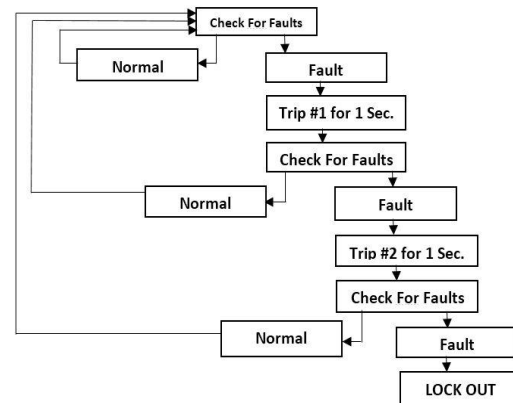 Check For Faults
Normal
Fault
Trip #1 for 1 Sec.
Check For Faults
Normal
Fault
Trip #2 for 1 Sec.
Check For Faults
Normal
Fault
LOCK OUT